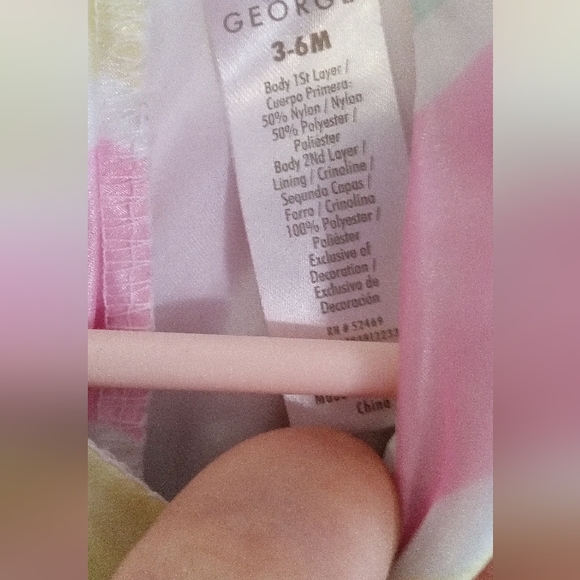 GEORGE
3-6M
Body 1St Layer /
Cuerpo Primera:
50% Nylon / Nylon
50% Polyester /
Poliéster
Body 2Nd Layer /
Lining / Crinoline /
Segunda Capas /
Forro / Crinolina
100% Polyester /
Poliéster
Exclusive of
Decoration /
Exclusivo de
Decoración
RN # 52469
China